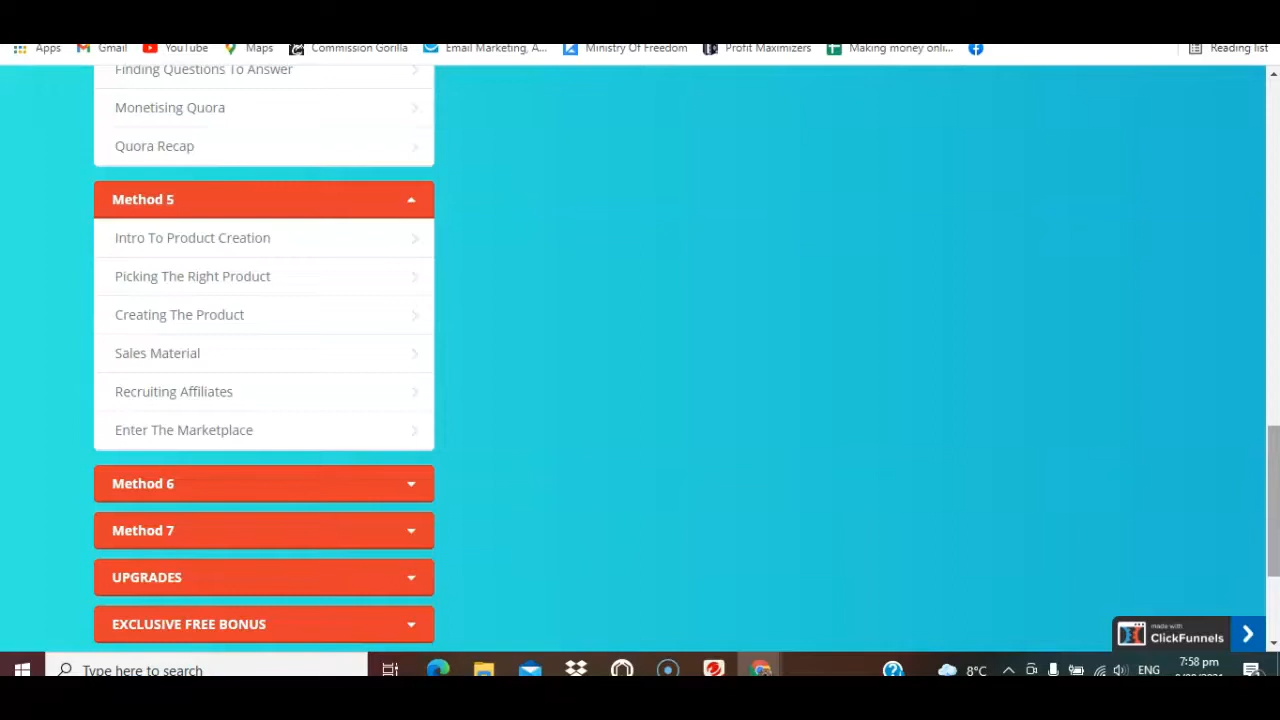 Apps Gmail YouTube Maps Commission Gorilla Email Marketing, A... Ministry Of Freedom Profit Maximizers Making money onli... Reading list
Finding Questions To Answer
Monetising Quora
Quora Recap
Method 5
Intro To Product Creation
Picking The Right Product
Creating The Product
Sales Material
Recruiting Affiliates
Enter The Marketplace
Method 6
Method 7
UPGRADES
EXCLUSIVE FREE BONUS
made with
ClickFunnels
Type here to search
8°C ENG 7:58 pm